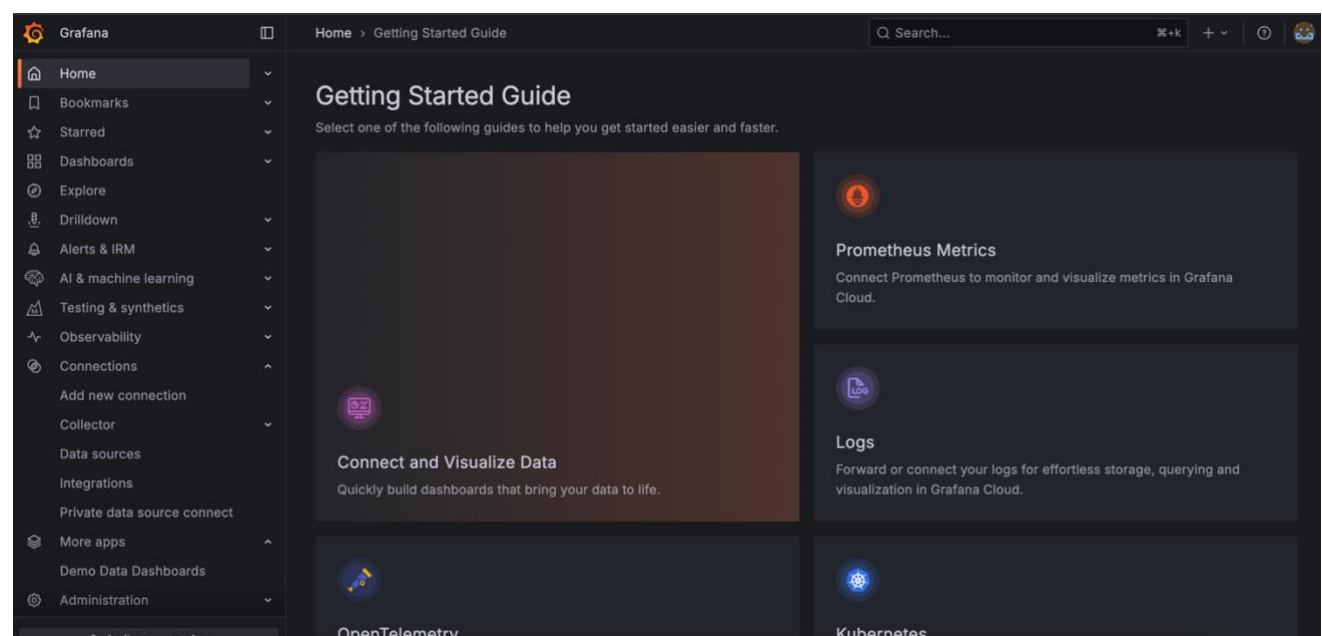 Grafana
Home › Getting Started Guide
Search...
⌘+k
Home
Bookmarks
Starred
Dashboards
Explore
Drilldown
Alerts & IRM
AI & machine learning
Testing & synthetics
Observability
Connections
Add new connection
Collector
Data sources
Integrations
Private data source connect
More apps
Demo Data Dashboards
Administration
Getting Started Guide
Select one of the following guides to help you get started easier and faster.
Connect and Visualize Data
Quickly build dashboards that bring your data to life.
Prometheus Metrics
Connect Prometheus to monitor and visualize metrics in Grafana
Cloud.
LOG
Logs
Forward or connect your logs for effortless storage, querying and
visualization in Grafana Cloud.
OpenTelemetry
Kubernetes